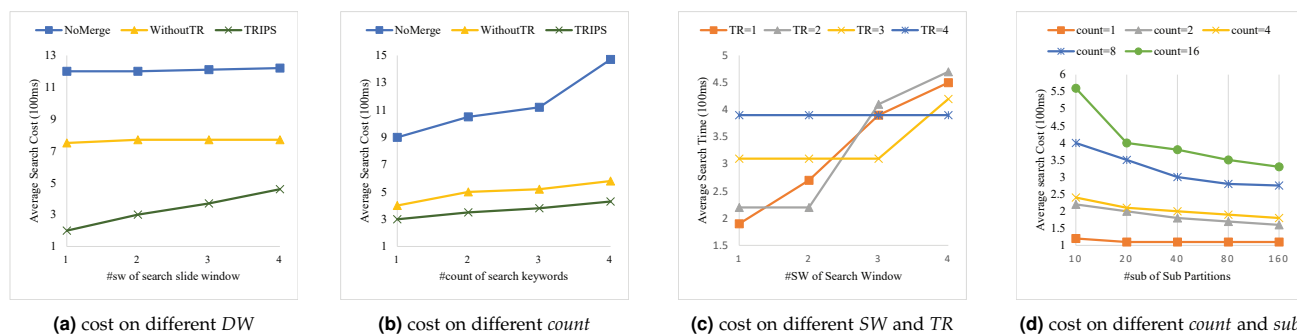 NoMerge WithoutTR TRIPS
13
11
9
7
5
3
1
1 2 3 4
Average Search Cost (100ms)
#sw of search slide window
(a) cost on different DW
NoMerge WithoutTR TRIPS
15
13
11
9
7
5
3
1
1 2 3 4
Average Search Cost (100ms)
#count of search keywords
(b) cost on different count
TR=1 TR=2 TR=3 TR=4
5
4.5
4
3.5
3
2.5
2
1.5
1 2 3 4
Average Search Time (100ms)
#SW of Search Window
(c) cost on different SW and TR
count=1 count=2 count=4
count=8 count=16
6
5.5
5
4.5
4
3.5
3
2.5
2
1.5
1
10 20 40 80 160
Average search Cost (100ms)
#sub of Sub Partitions
(d) cost on different count and sub